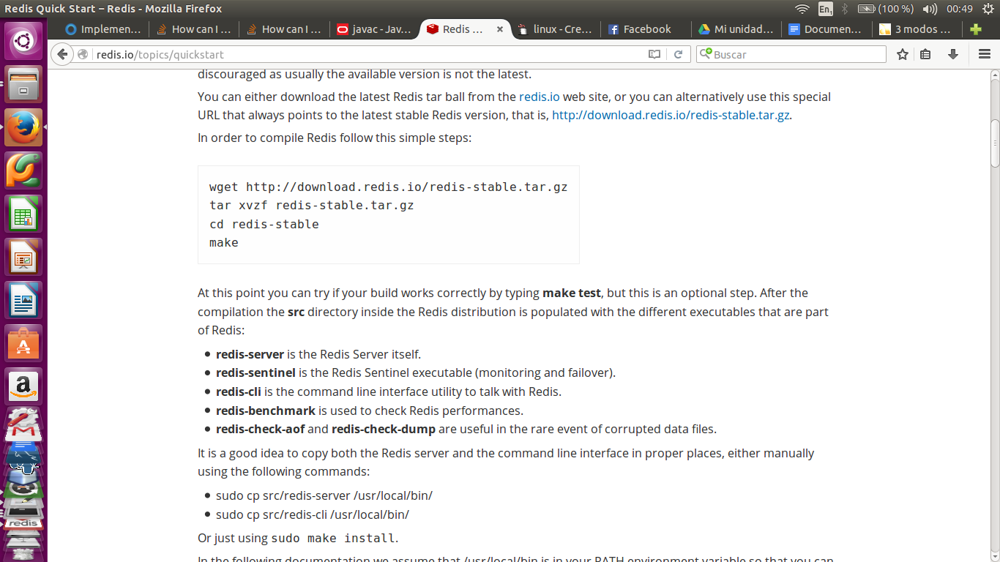 Redis Quick Start – Redis - Mozilla Firefox
En1
(100 %)
00:49
Implemen...
How can I ...
How can I ...
javac - Jav...
Redis ...
linux - Cre...
Facebook
Mi unidad...
Documen...
3 modos ...
redis.io/topics/quickstart
Buscar
discouraged as usually the available version is not the latest.
You can either download the latest Redis tar ball from the redis.io web site, or you can alternatively use this special
URL that always points to the latest stable Redis version, that is, http://download.redis.io/redis-stable.tar.gz.
In order to compile Redis follow this simple steps:
wget http://download.redis.io/redis-stable.tar.gz
tar xvzf redis-stable.tar.gz
cd redis-stable
make
At this point you can try if your build works correctly by typing make test, but this is an optional step. After the
compilation the src directory inside the Redis distribution is populated with the different executables that are part
of Redis:
redis-server is the Redis Server itself.
redis-sentinel is the Redis Sentinel executable (monitoring and failover).
redis-cli is the command line interface utility to talk with Redis.
redis-benchmark is used to check Redis performances.
redis-check-aof and redis-check-dump are useful in the rare event of corrupted data files.
It is a good idea to copy both the Redis server and the command line interface in proper places, either manually
using the following commands:
sudo cp src/redis-server /usr/local/bin/
sudo cp src/redis-cli /usr/local/bin/
Or just using sudo make install.
In the following documentation we assume that /usr/local/bin is in your PATH environment variable so that you can
redis